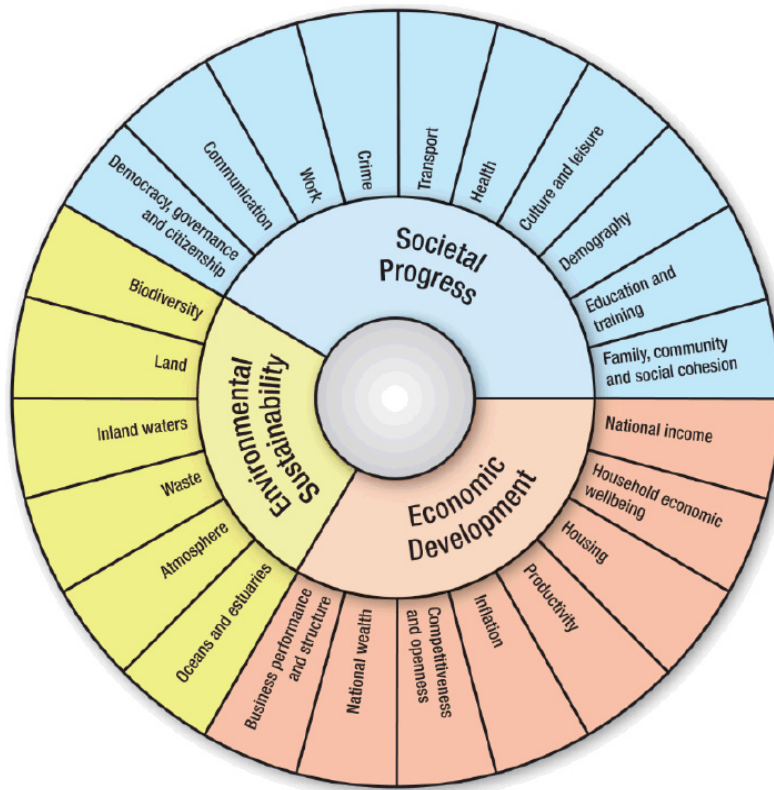 Societal
Progress
Democracy, governance
and citizenship
Communication
Work
Crime
Transport
Health
Culture and leisure
Demography
Education and
training
Family, community
and social cohesion
Economic
Development
National income
Household economic
wellbeing
Housing
Productivity
Inflation
Competitiveness
and openness
National wealth
Business performance
and structure
Environmental
Sustainability
Oceans and estuaries
Atmosphere
Waste
Inland waters
Land
Biodiversity